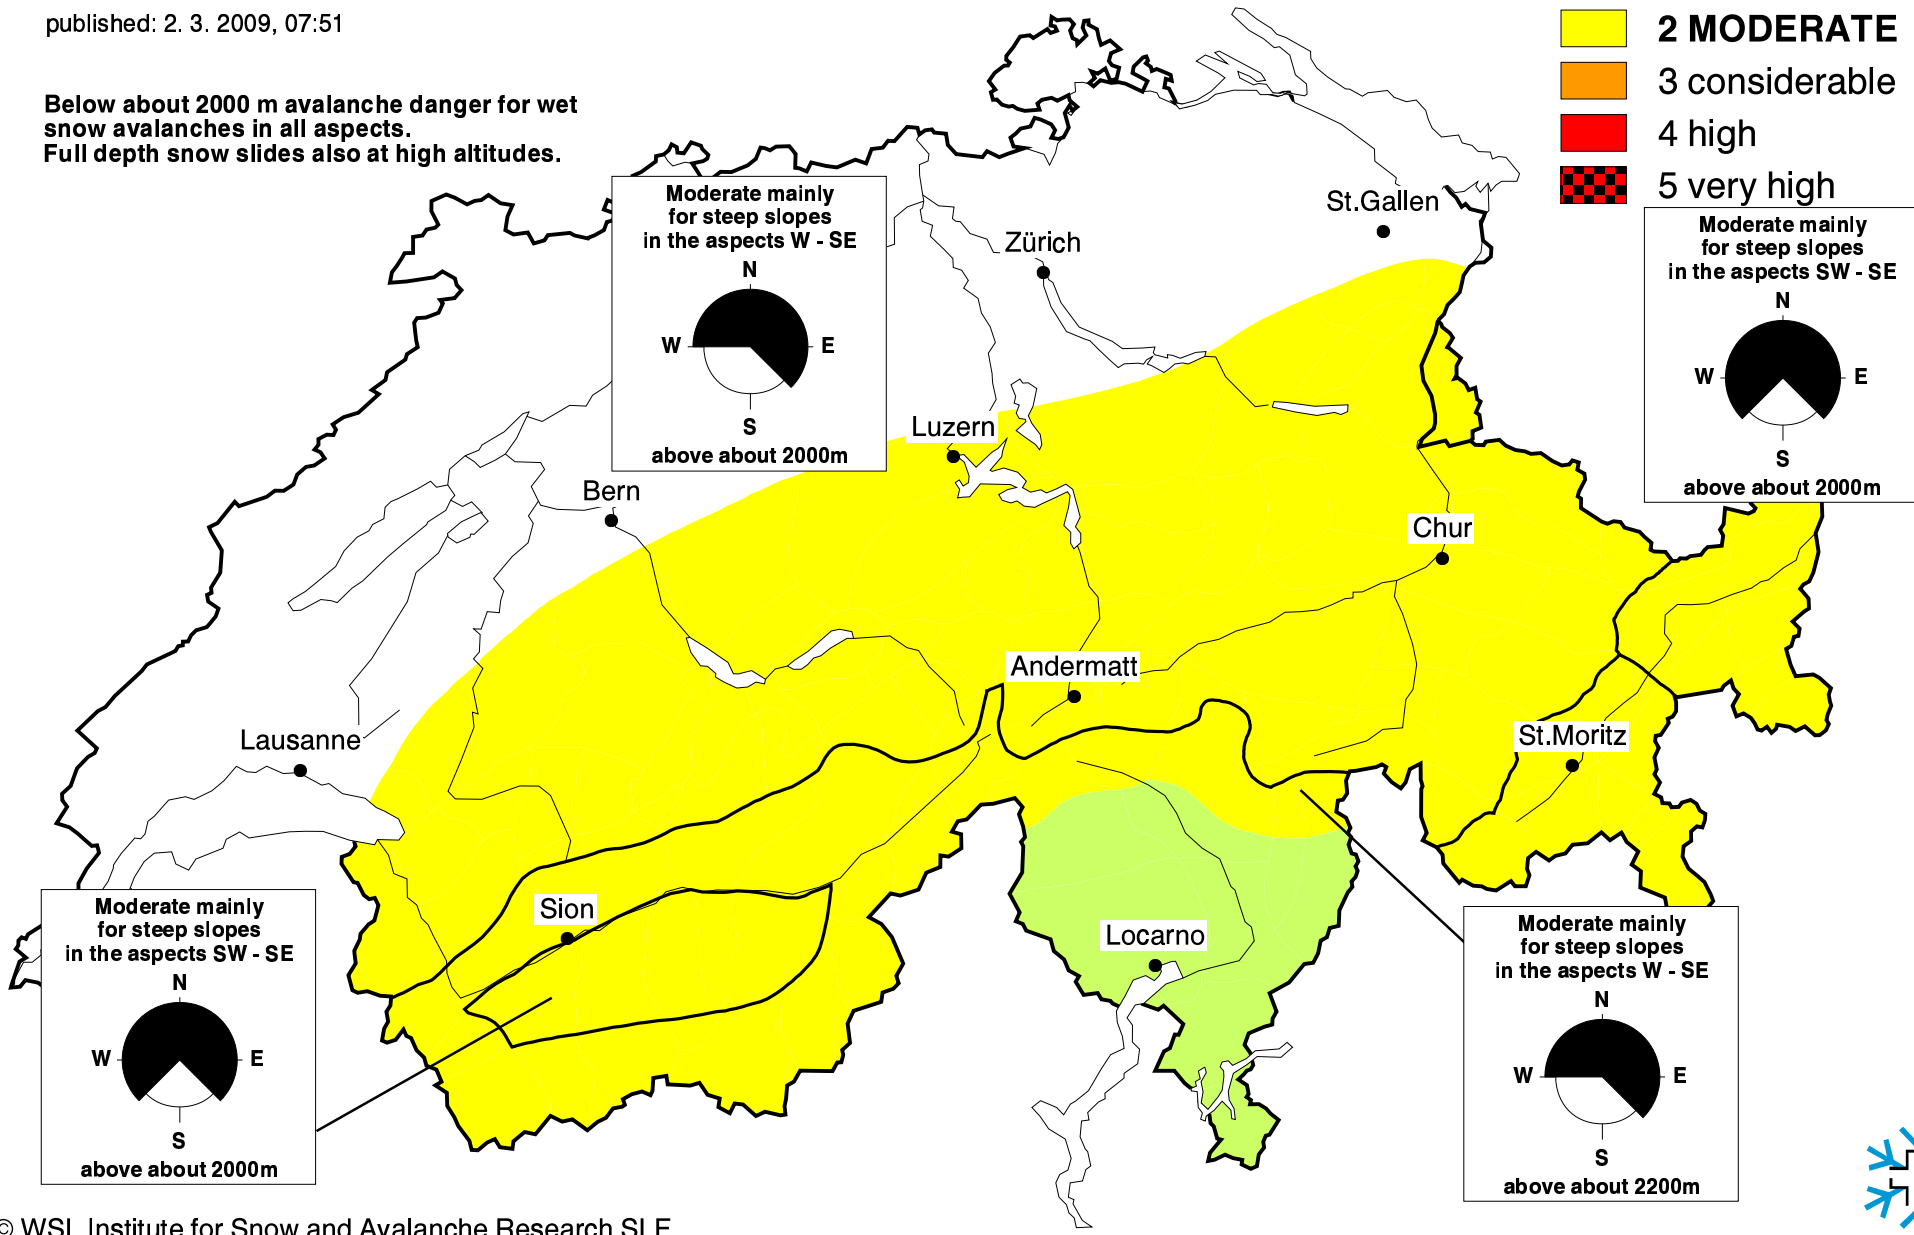 published: 2. 3. 2009, 07:51
Below about 2000 m avalanche danger for wet
snow avalanches in all aspects.
Full depth snow slides also at high altitudes.
2 MODERATE
3 considerable
4 high
5 very high
Moderate mainly
for steep slopes
in the aspects W - SE
N
W
E
S
above about 2000m
Moderate mainly
for steep slopes
in the aspects SW - SE
N
W
E
S
above about 2000m
St.Gallen
Zürich
Luzern
Bern
Chur
Andermatt
St.Moritz
Lausanne
Sion
Locarno
Moderate mainly
for steep slopes
in the aspects SW - SE
N
W
E
S
above about 2000m
Moderate mainly
for steep slopes
in the aspects W - SE
N
W
E
S
above about 2200m
© WSL Institute for Snow and Avalanche Research SLF